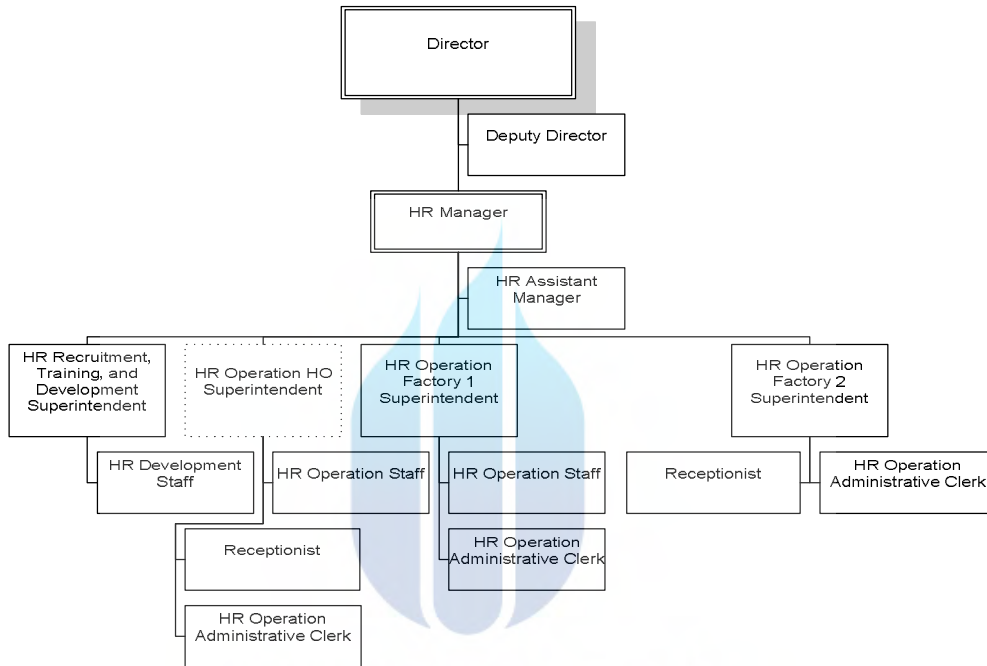 Director
Deputy Director
HR Manager
HR Assistant
Manager
HR Recruitment,
Training, and
Development
Superintendent
HR Operation HO
Superintendent
HR Operation
Factory 1
Superintendent
HR Operation
Factory 2
Superintendent
HR Development
Staff
HR Operation Staff
HR Operation Staff
Receptionist
HR Operation
Administrative Clerk
Receptionist
HR Operation
Administrative Clerk
HR Operation
Administrative Clerk